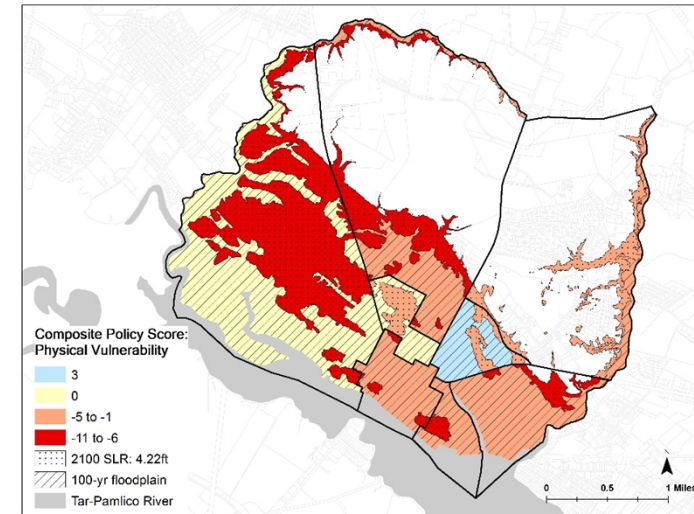 Composite Policy Score:
Physical Vulnerability
3
0
-5 to -1
-11 to -6
2100 SLR: 4.22ft
100-yr floodplain
Tar-Pamlico River
0 0.5 1 Miles